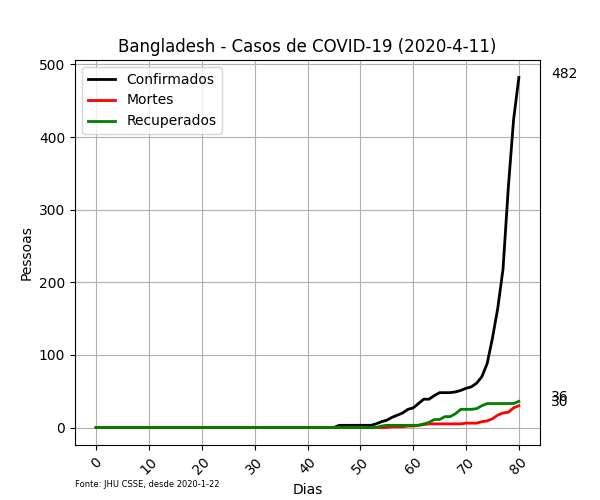 Bangladesh - Casos de COVID-19 (2020-4-11)
Confirmados
Mortes
Recuperados
500
400
300
200
100
0
Pessoas
482
36
30
0 10 20 30 40 50 60 70 80
Fonte: JHU CSSE, desde 2020-1-22
Dias